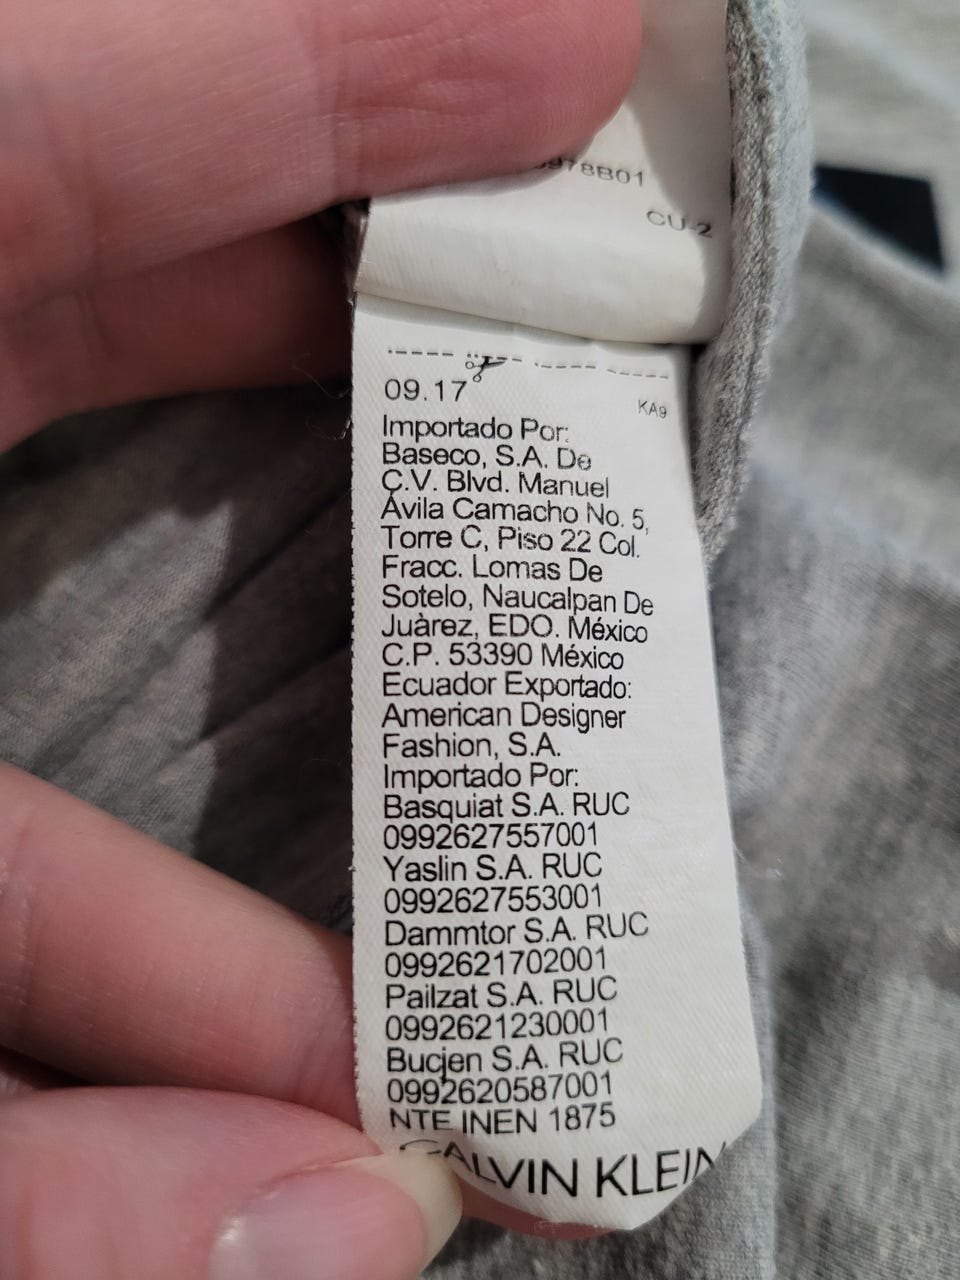 978B01
CU-2
09.17
KA9
Importado Por:
Baseco, S.A. De
C.V. Blvd. Manuel
Ávila Camacho No. 5,
Torre C, Piso 22 Col.
Fracc. Lomas De
Sotelo, Naucalpan De
Juàrez, EDO. México
C.P. 53390 México
Ecuador Exportado:
American Designer
Fashion, S.A.
Importado Por:
Basquiat S.A. RUC
0992627557001
Yaslin S.A. RUC
0992627553001
Dammtor S.A. RUC
0992621702001
Pailzat S.A. RUC
0992621230001
Bucjen S.A. RUC
0992620587001
NTE INEN 1875
CALVIN KLEIN